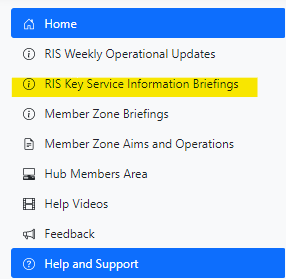 Home
RIS Weekly Operational Updates
RIS Key Service Information Briefings
Member Zone Briefings
Member Zone Aims and Operations
Hub Members Area
Help Videos
Feedback
Help and Support